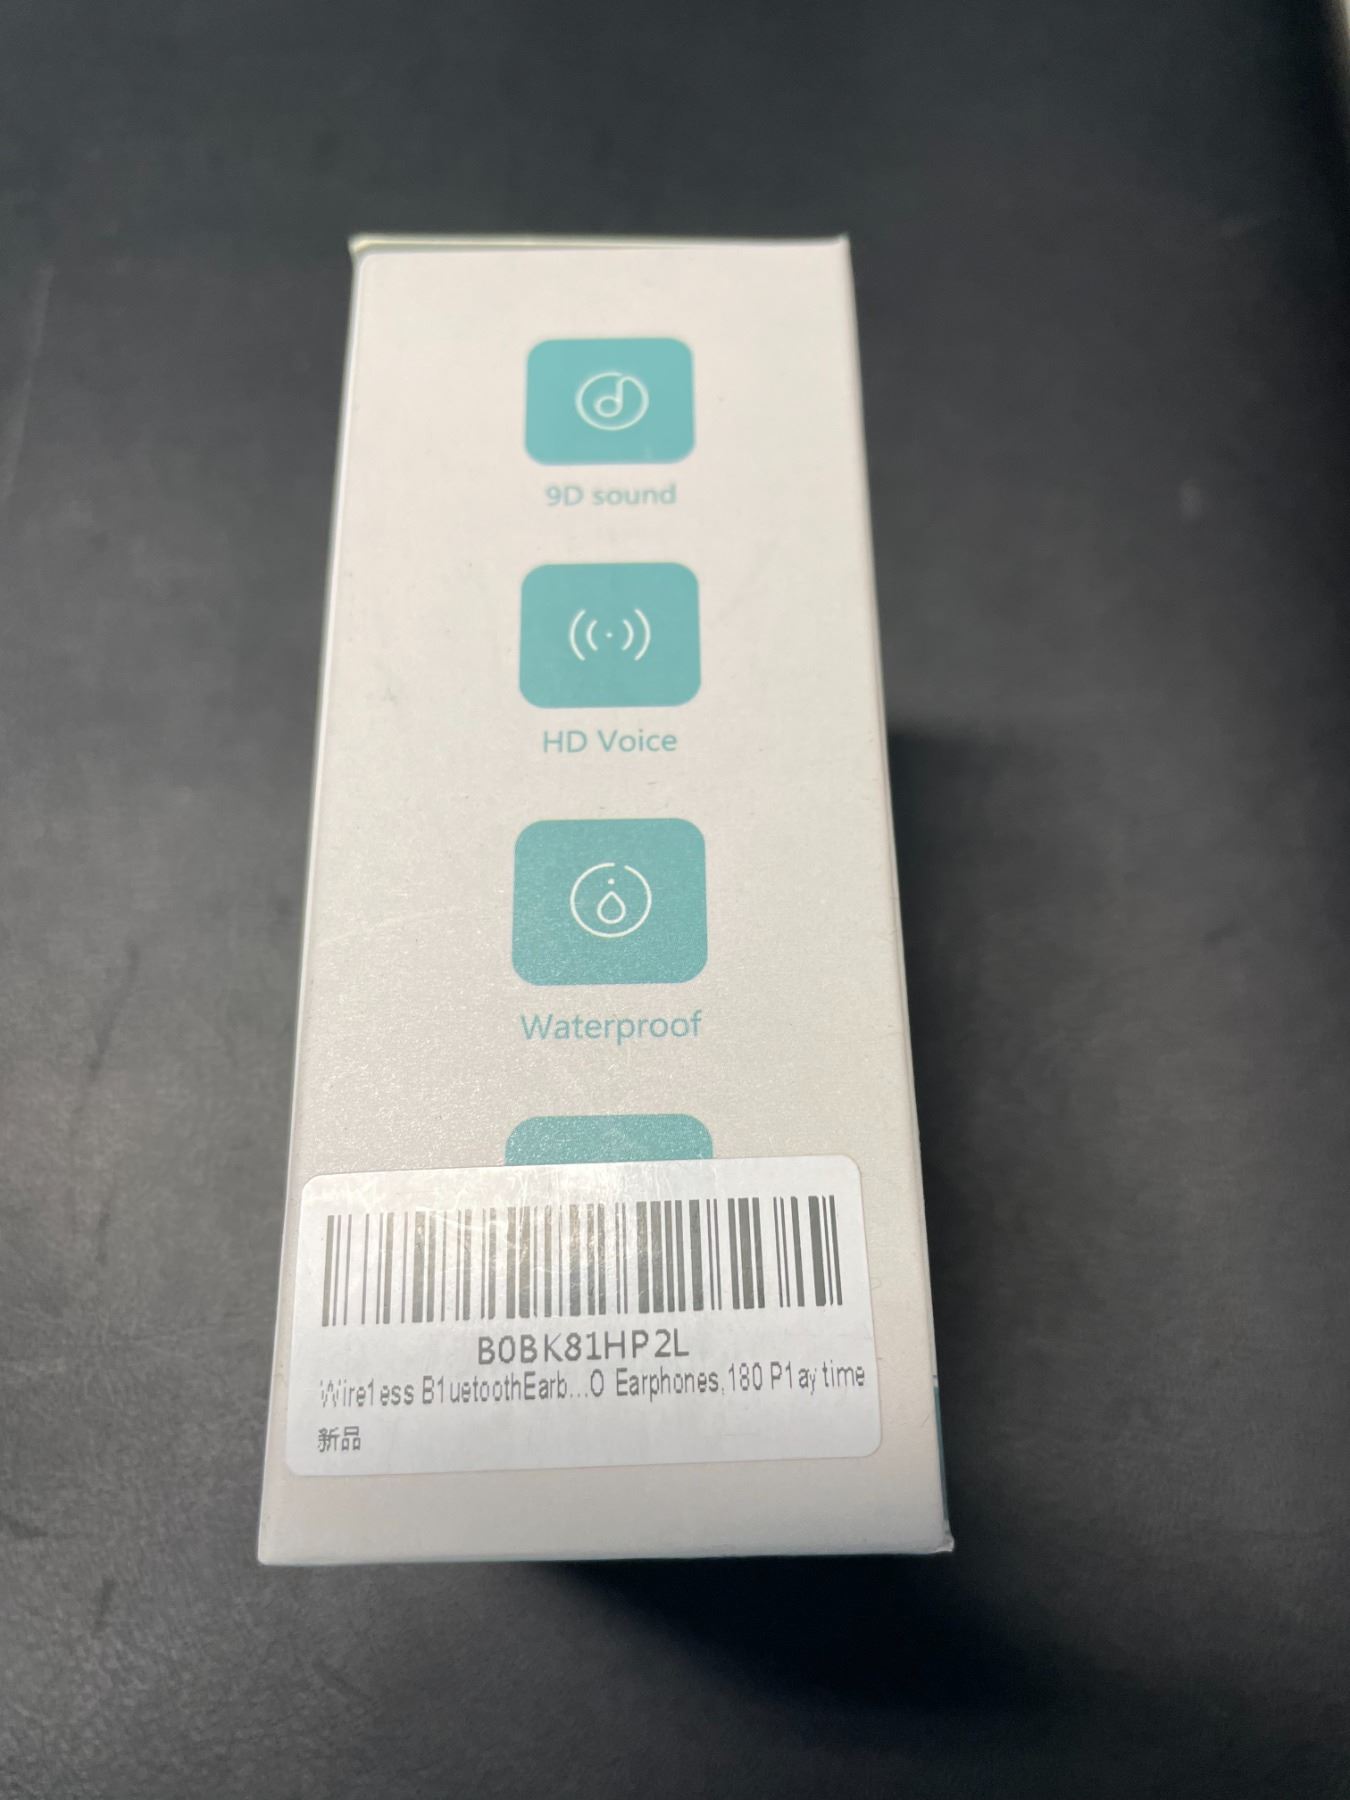 9D sound
HD Voice
Waterproof
B0BK81HP2L
Wire1ess B1uetoothEarb...O Earphones,180 P1aytime
新品